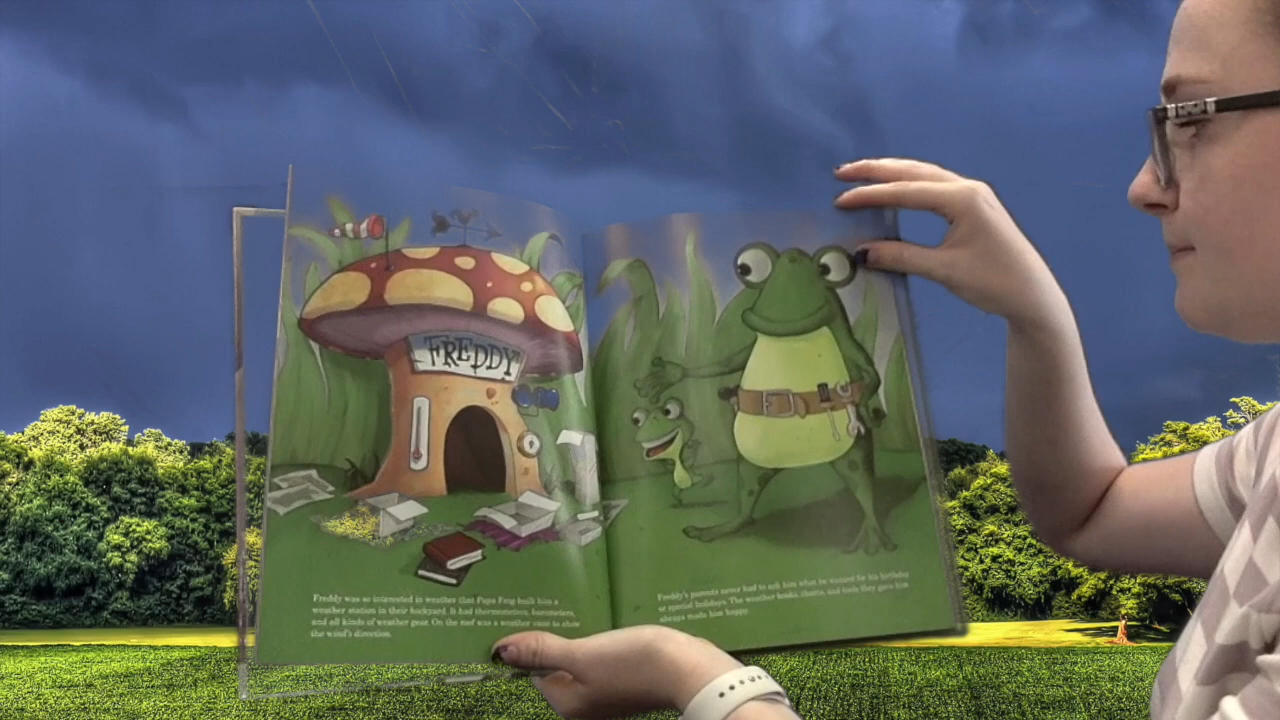 FREDDY
Freddy was so interested in weather that Papa Frog built him a
weather station in their backyard. It had thermometers, barometers,
and all kinds of weather gear. On the roof was a weather vane to show
the wind's direction.
Freddy's parents never had to ask him what he wanted for his birthday
or special holidays. The weather books, charts, and tools they gave him
always made him happy.